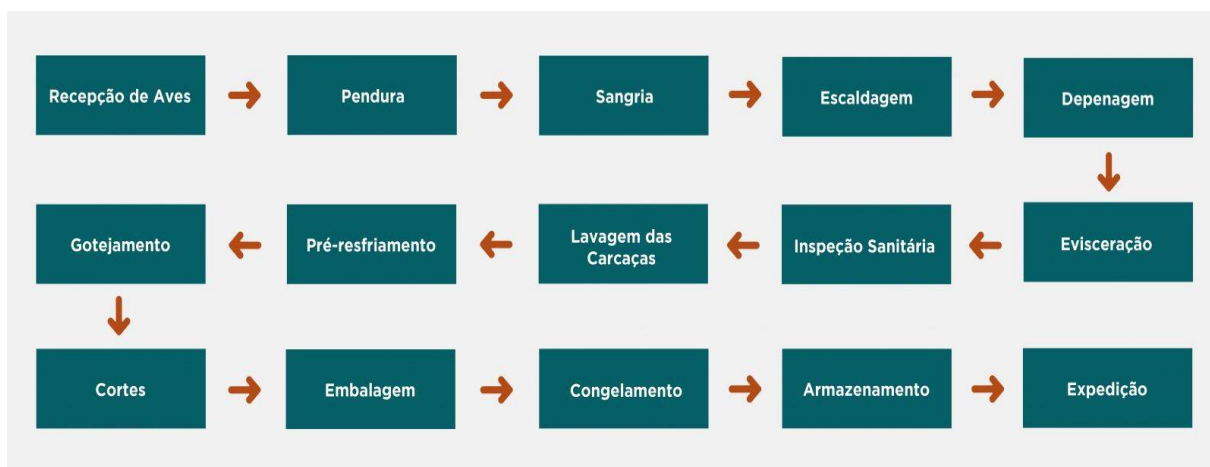 Recepção de Aves
Pendura
Sangria
Escaldagem
Depenagem
Evisceração
Inspeção Sanitária
Lavagem das
Carcaças
Pré-resfriamento
Gotejamento
Cortes
Embalagem
Congelamento
Armazenamento
Expedição